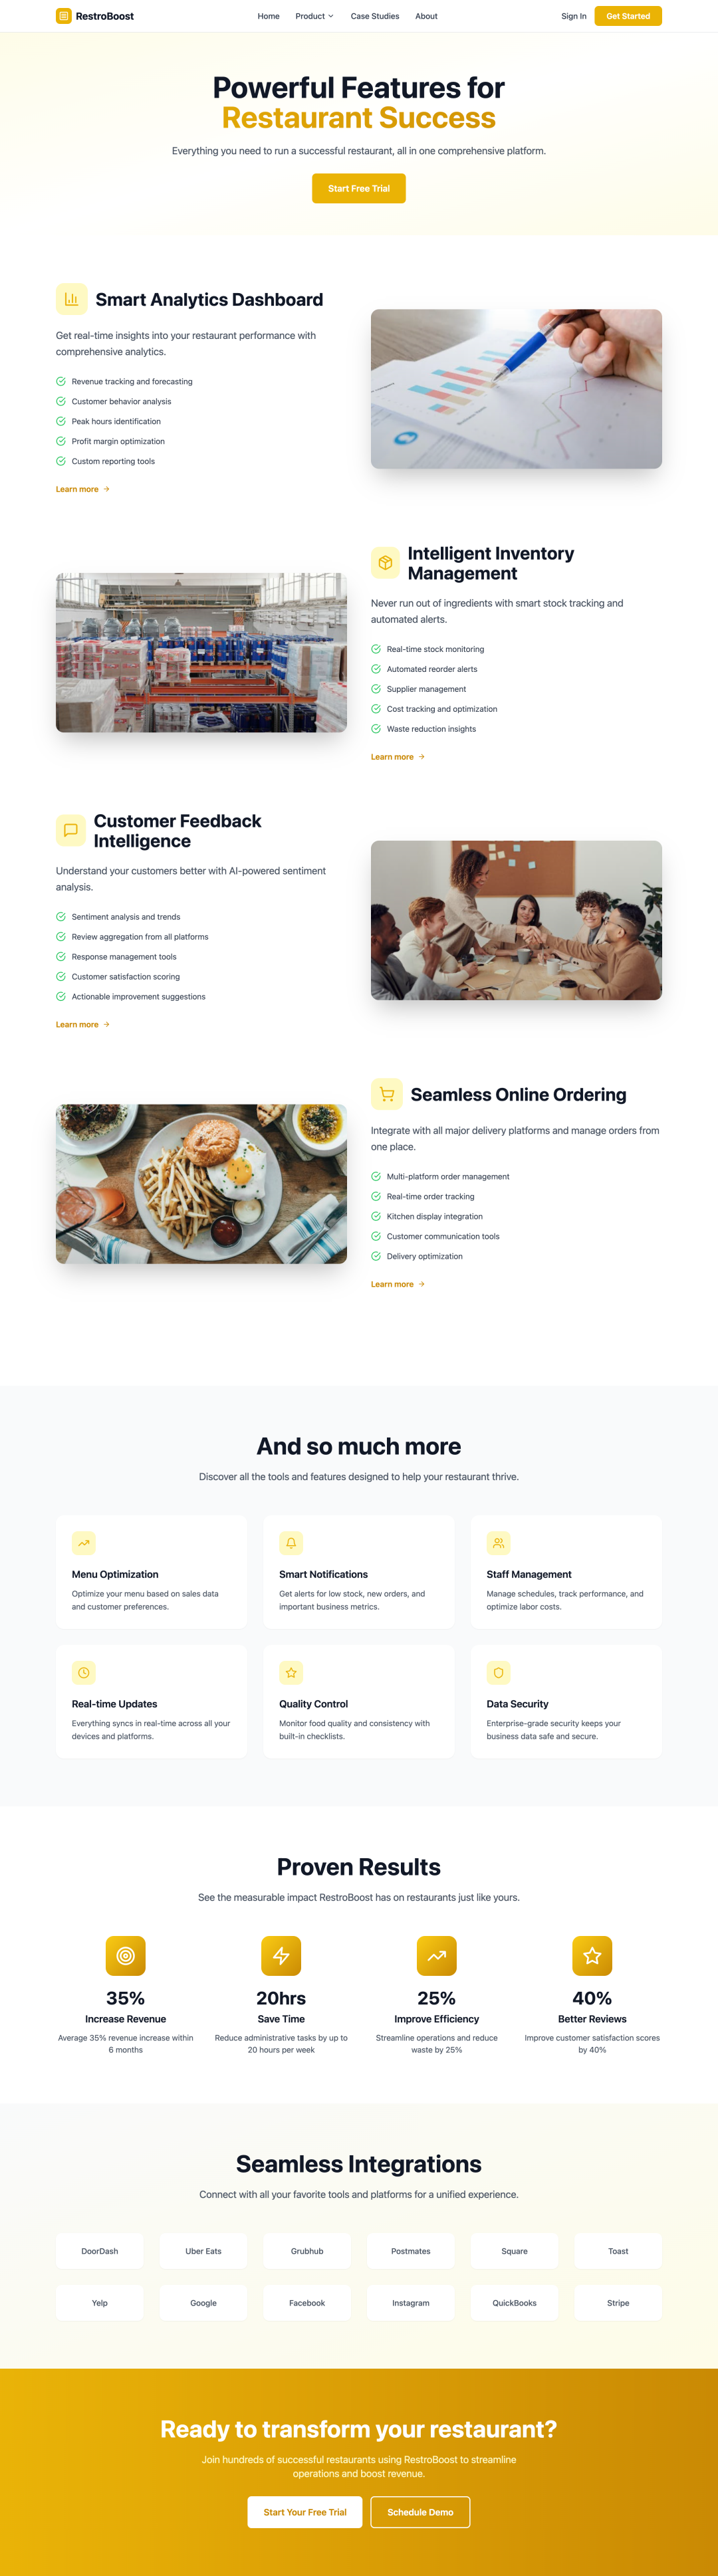 RestroBoost
Home
Product
Case Studies
About
Sign In
Get Started
Powerful Features for
Restaurant Success
Everything you need to run a successful restaurant, all in one comprehensive platform.
Start Free Trial
Smart Analytics Dashboard
Get real-time insights into your restaurant performance with
comprehensive analytics.
Revenue tracking and forecasting
Customer behavior analysis
Peak hours identification
Profit margin optimization
Custom reporting tools
Learn more
Intelligent Inventory
Management
Never run out of ingredients with smart stock tracking and
automated alerts.
Real-time stock monitoring
Automated reorder alerts
Supplier management
Cost tracking and optimization
Waste reduction insights
Learn more
Customer Feedback
Intelligence
Understand your customers better with AI-powered sentiment
analysis.
Sentiment analysis and trends
Review aggregation from all platforms
Response management tools
Customer satisfaction scoring
Actionable improvement suggestions
Learn more
Seamless Online Ordering
Integrate with all major delivery platforms and manage orders from
one place.
Multi-platform order management
Real-time order tracking
Kitchen display integration
Customer communication tools
Delivery optimization
Learn more
And so much more
Discover all the tools and features designed to help your restaurant thrive.
Menu Optimization
Optimize your menu based on sales data
and customer preferences.
Smart Notifications
Get alerts for low stock, new orders, and
important business metrics.
Staff Management
Manage schedules, track performance, and
optimize labor costs.
Real-time Updates
Everything syncs in real-time across all your
devices and platforms.
Quality Control
Monitor food quality and consistency with
built-in checklists.
Data Security
Enterprise-grade security keeps your
business data safe and secure.
Proven Results
See the measurable impact RestroBoost has on restaurants just like yours.
35%
Increase Revenue
Average 35% revenue increase within
6 months
20hrs
Save Time
Reduce administrative tasks by up to
20 hours per week
25%
Improve Efficiency
Streamline operations and reduce
waste by 25%
40%
Better Reviews
Improve customer satisfaction scores
by 40%
Seamless Integrations
Connect with all your favorite tools and platforms for a unified experience.
DoorDash
Uber Eats
Grubhub
Postmates
Square
Toast
Yelp
Google
Facebook
Instagram
QuickBooks
Stripe
Ready to transform your restaurant?
Join hundreds of successful restaurants using RestroBoost to streamline
operations and boost revenue.
Start Your Free Trial
Schedule Demo